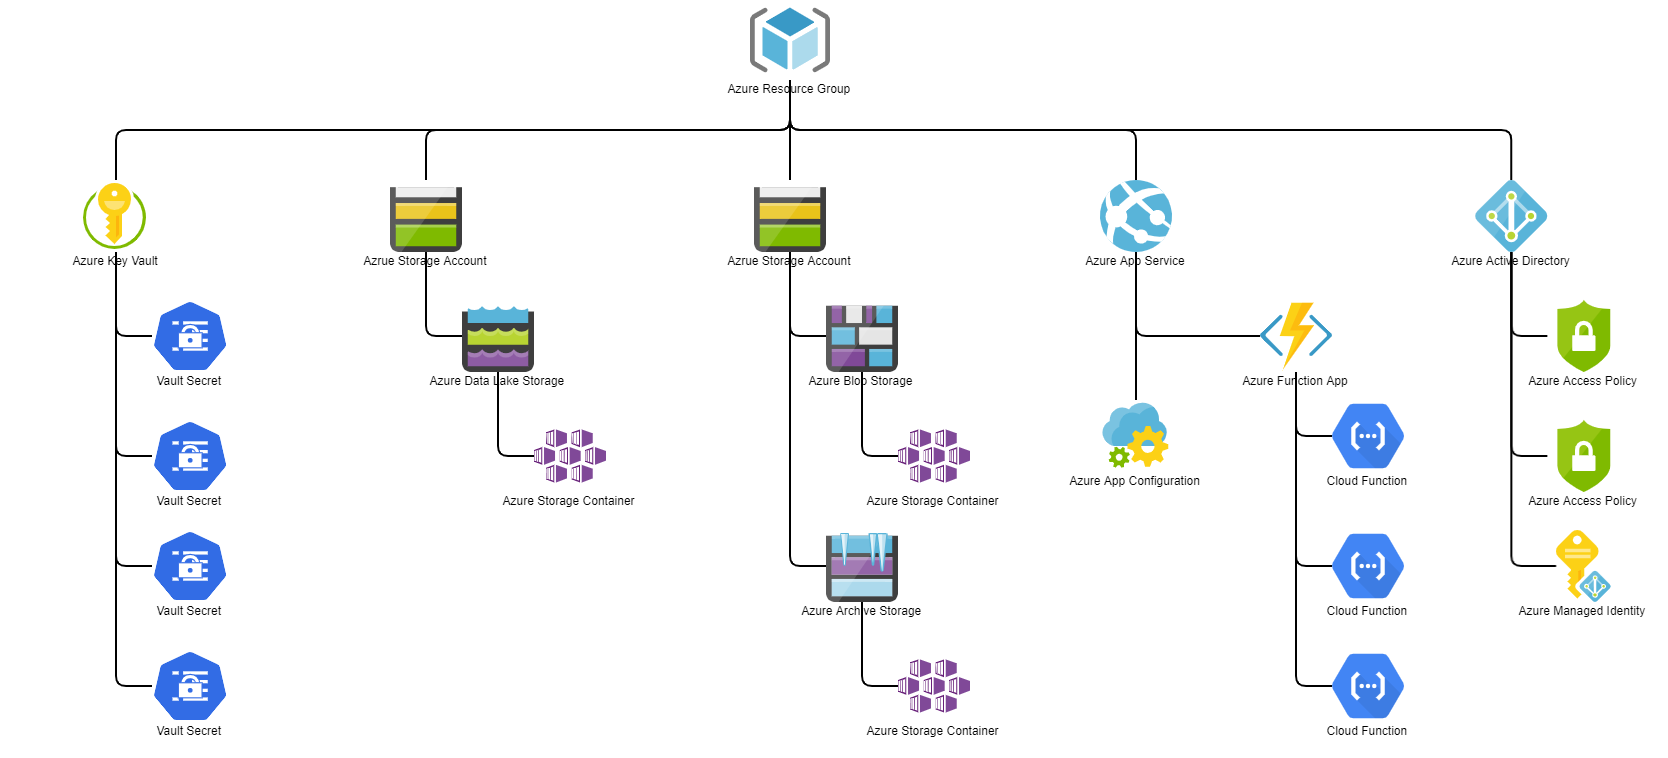 Azure Resource Group
Azure Key Vault
Azrue Storage Account
Azrue Storage Account
Azure App Service
Azure Active Directory
Vault Secret
Azure Data Lake Storage
Azure Blob Storage
Azure Function App
Azure Access Policy
Vault Secret
Azure Storage Container
Azure Storage Container
Azure App Configuration
Cloud Function
Azure Access Policy
Vault Secret
Azure Archive Storage
Cloud Function
Azure Managed Identity
Vault Secret
Azure Storage Container
Cloud Function